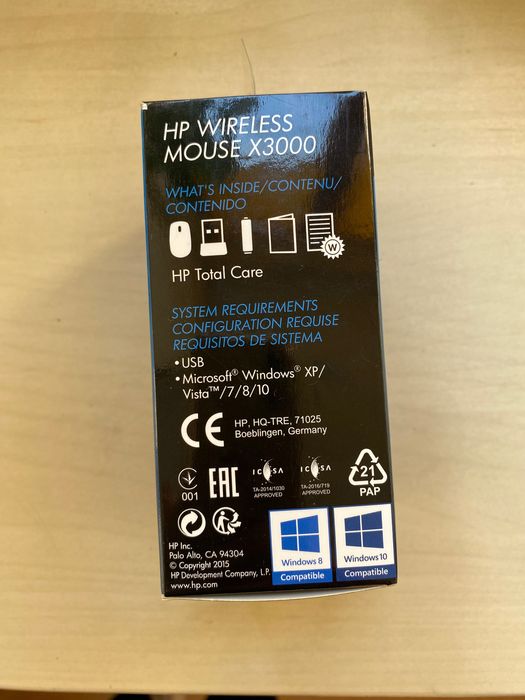 HP WIRELESS
MOUSE X3000
WHAT'S INSIDE/CONTENU/
CONTENIDO
W
HP Total Care
SYSTEM REQUIREMENTS
CONFIGURATION REQUISE
REQUISITOS DE SISTEMA
• USB
• Microsoft® Windows® XP/
Vista™/7/8/10
CE
HP, HQ-TRE, 71025
Boeblingen, Germany
001
EAC
ICASA
TA-2014/1030
APPROVED
ICASA
TA-2016/719
APPROVED
21
PAP
HP Inc.
Palo Alto, CA 94304
© Copyright 2015
HP Development Company, L.P.
www.hp.com
Windows 8
Compatible
Windows 10
Compatible